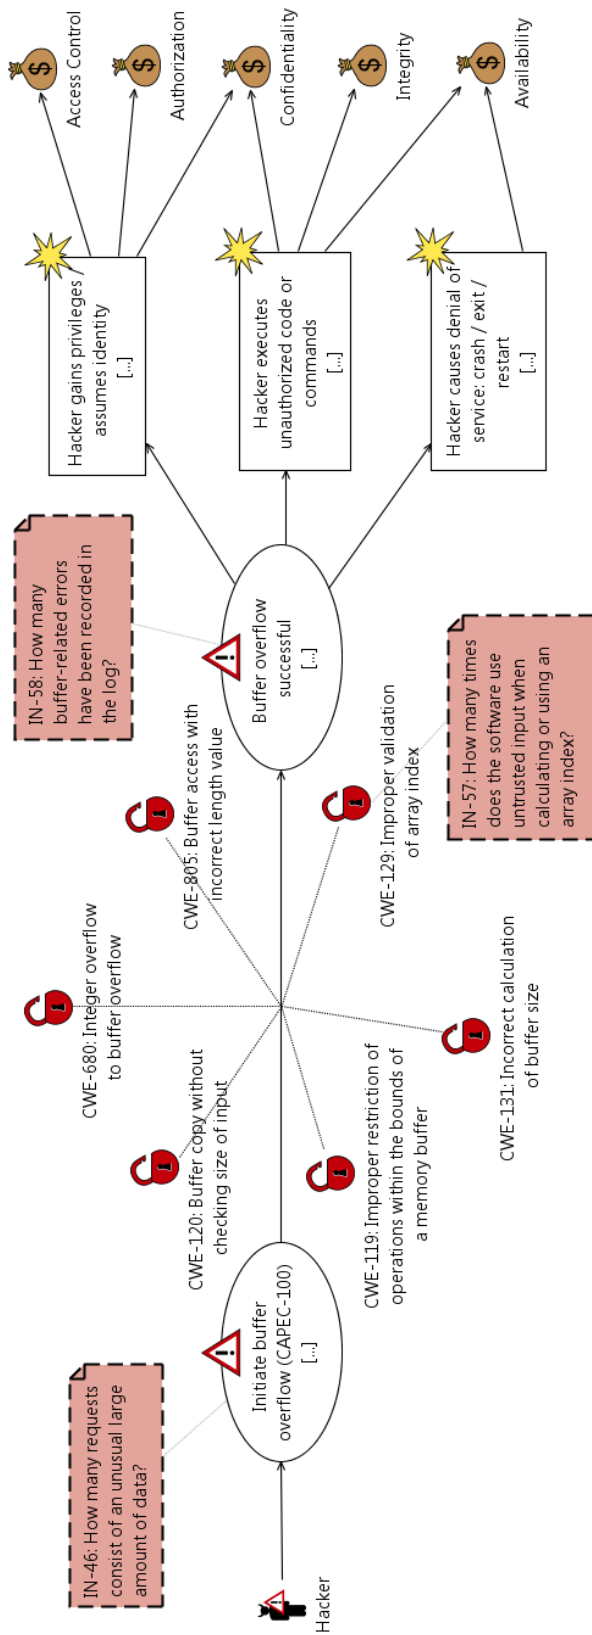 Hacker
IN-46: How many requests
consist of an unusual large
amount of data?
Initiate buffer
overflow (CAPEC-100)
[...]
CWE-680: Integer overflow
to buffer overflow
CWE-120: Buffer copy without
checking size of input
CWE-805: Buffer access with
incorrect length value
CWE-119: Improper restriction of
operations within the bounds of
a memory buffer
CWE-129: Improper validation
of array index
CWE-131: Incorrect calculation
of buffer size
IN-58: How many
buffer-related errors
have been recorded in
the log?
Buffer overflow
successful
[...]
IN-57: How many times
does the software use
untrusted input when
calculating or using an
array index?
Hacker gains privileges
assumes identity
[...]
Hacker executes
unauthorized code or
commands
[...]
Hacker causes denial of
service: crash / exit /
restart
[...]
$
Access Control
$
Authorization
$
Confidentiality
$
Integrity
$
Availability